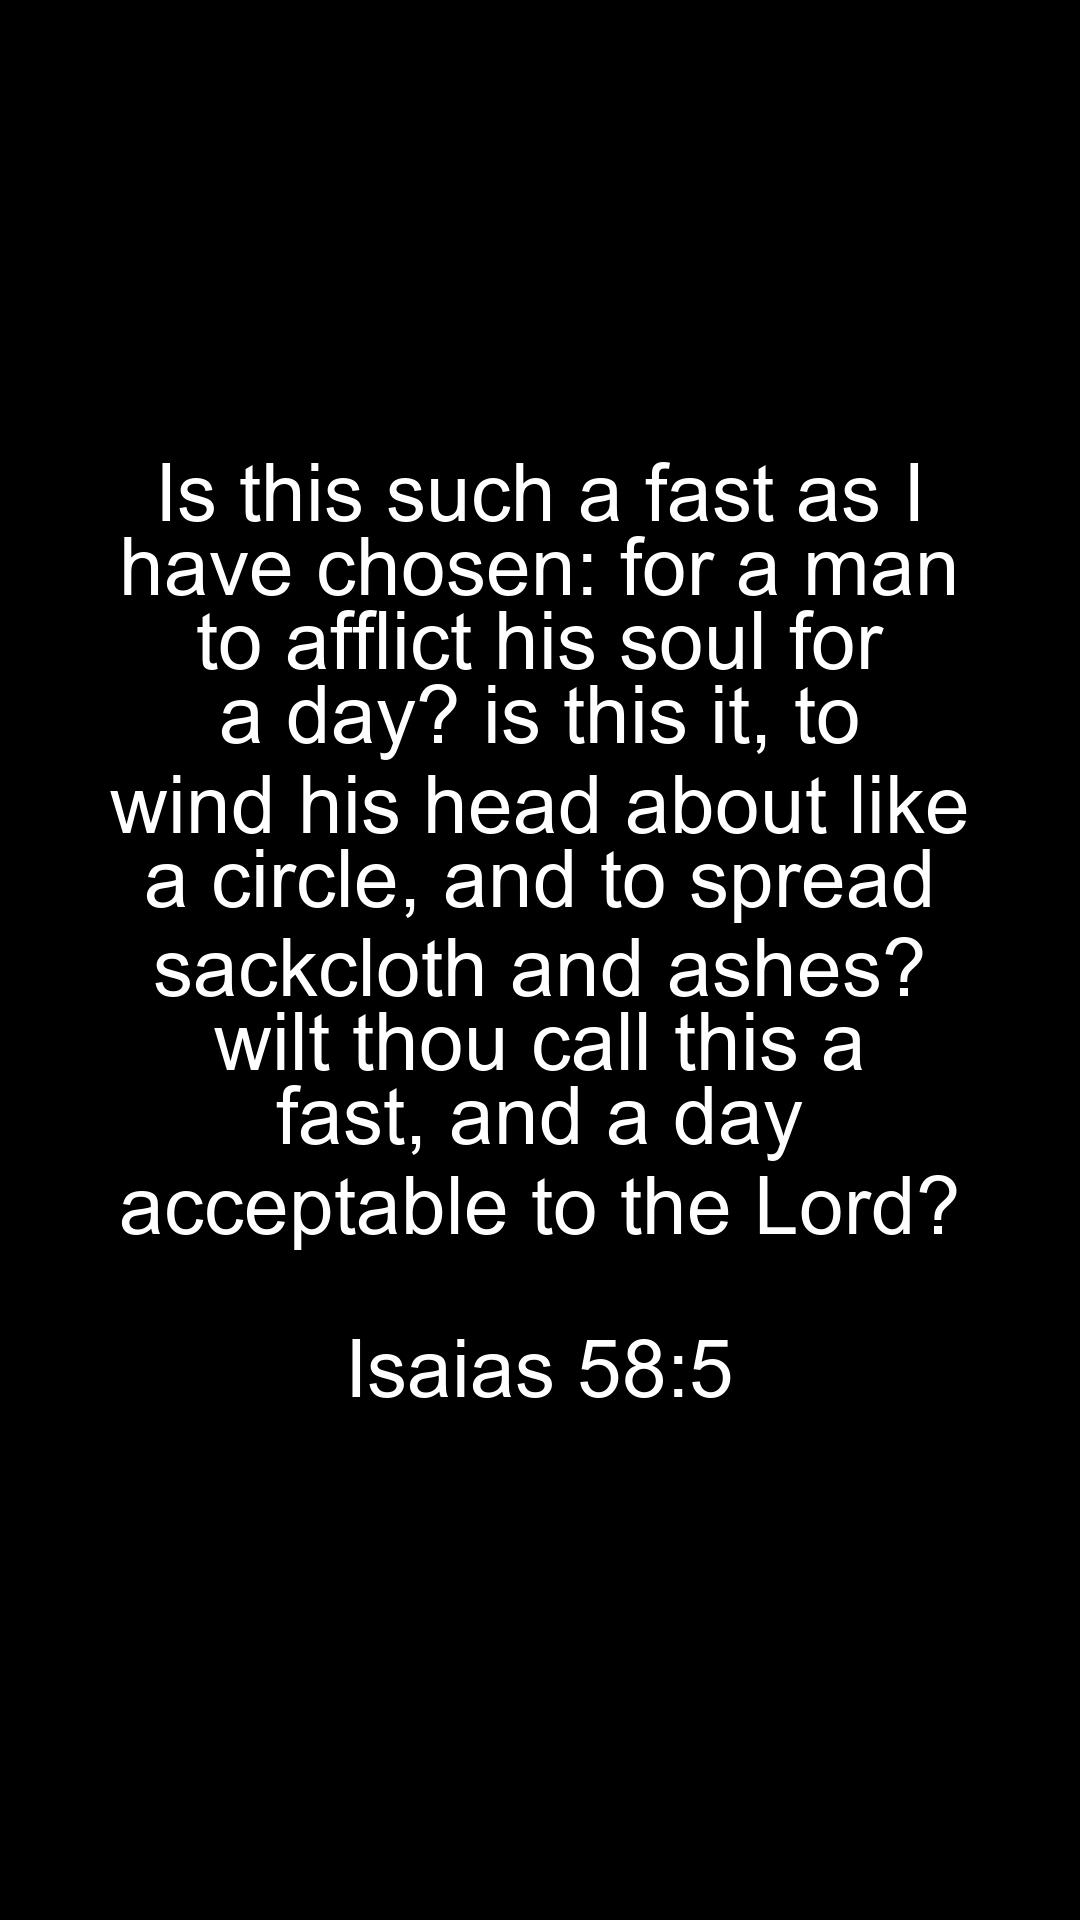 Is this such a fast as I
have chosen: for a man
to afflict his soul for
a day? is this it, to
wind his head about like
a circle, and to spread
sackcloth and ashes?
wilt thou call this a
fast, and a day
acceptable to the Lord?
Isaias 58:5